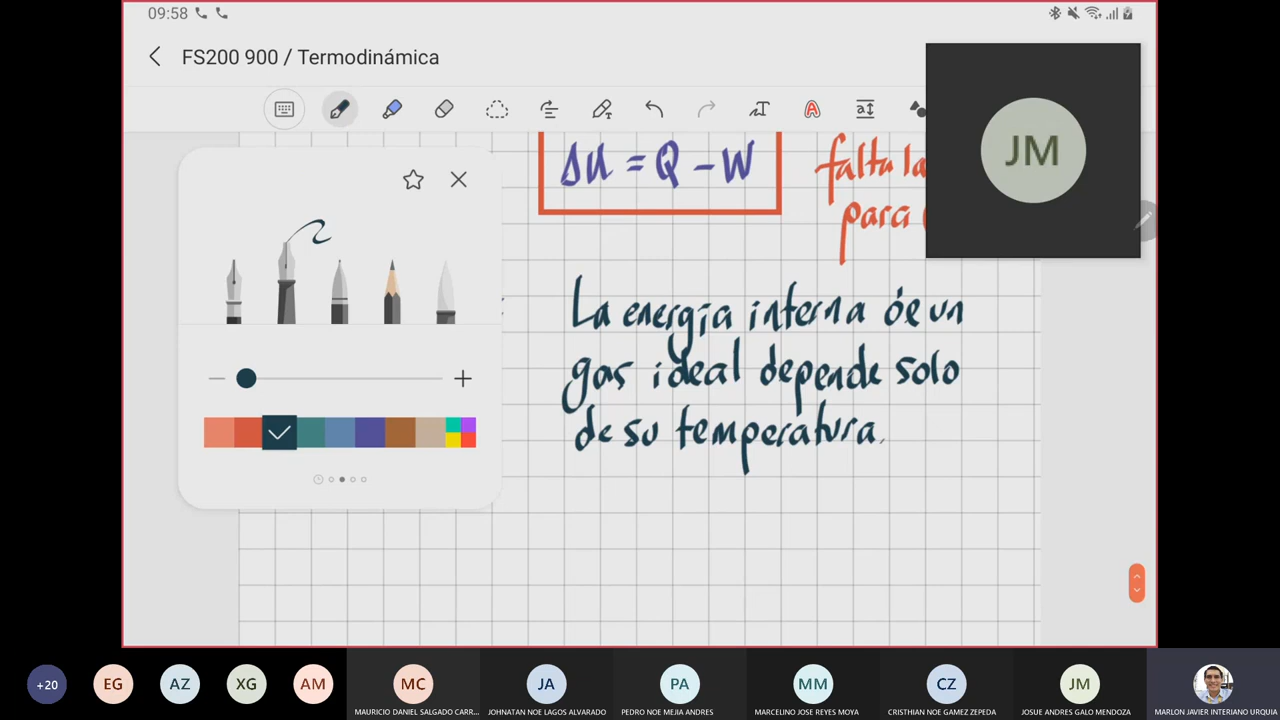 09:58
FS200 900 / Termodinámica
ΔU = Q - W
falta la
para
JM
La energía interna de un
gas ideal depende solo
de su temperatura.
+20
EG
AZ
XG
AM
MC
JA
PA
MM
CZ
JM
MAURICIO DANIEL SALGADO CARR...
JOHNATAN NOE LAGOS ALVARADO
PEDRO NOE MEJIA ANDRES
MARCELINO JOSE REYES MOYA
CRISTHIAN NOE GAMEZ ZEPEDA
JOSUE ANDRES GALO MENDOZA
MARLON JAVIER INTERIANO URQUIA